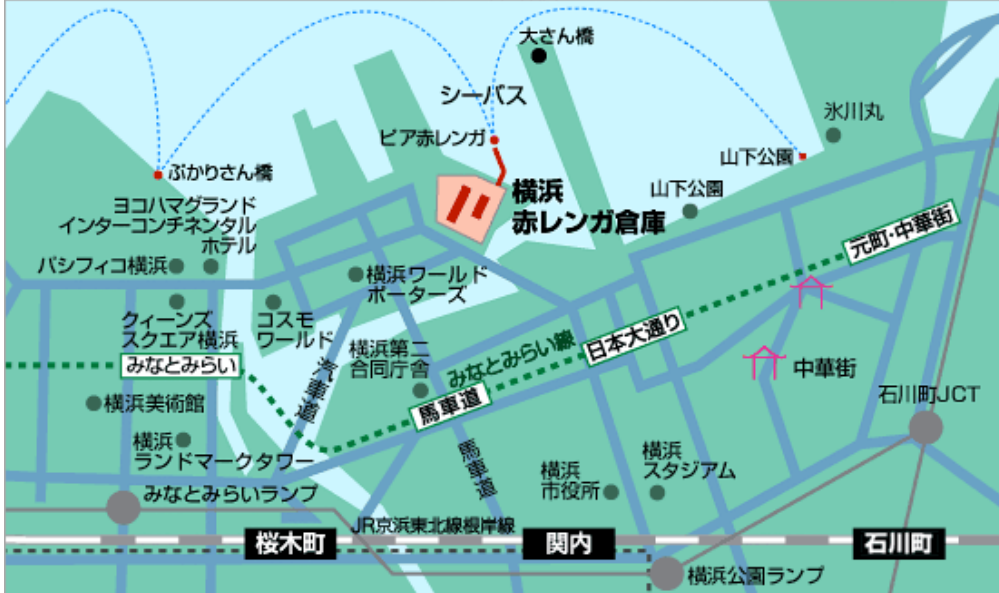 大さん橋
シーバス
ピア赤レンガ
氷川丸
山下公園
ぷかりさん橋
山下公園
横浜
赤レンガ倉庫
ヨコハマグランド
インターコンチネンタル
ホテル
元町・中華街
パシフィコ横浜
横浜ワールド
ポーターズ
クィーンズ
スクエア横浜
コスモ
ワールド
日本大通り
みなとみらい線
横浜第二
合同庁舎
みなとみらい
汽車道
中華街
馬車道
石川町JCT
横浜美術館
横浜
ランドマークタワー
馬車道
横浜
市役所
横浜
スタジアム
みなとみらいランプ
JR京浜東北線根岸線
桜木町
関内
石川町
横浜公園ランプ